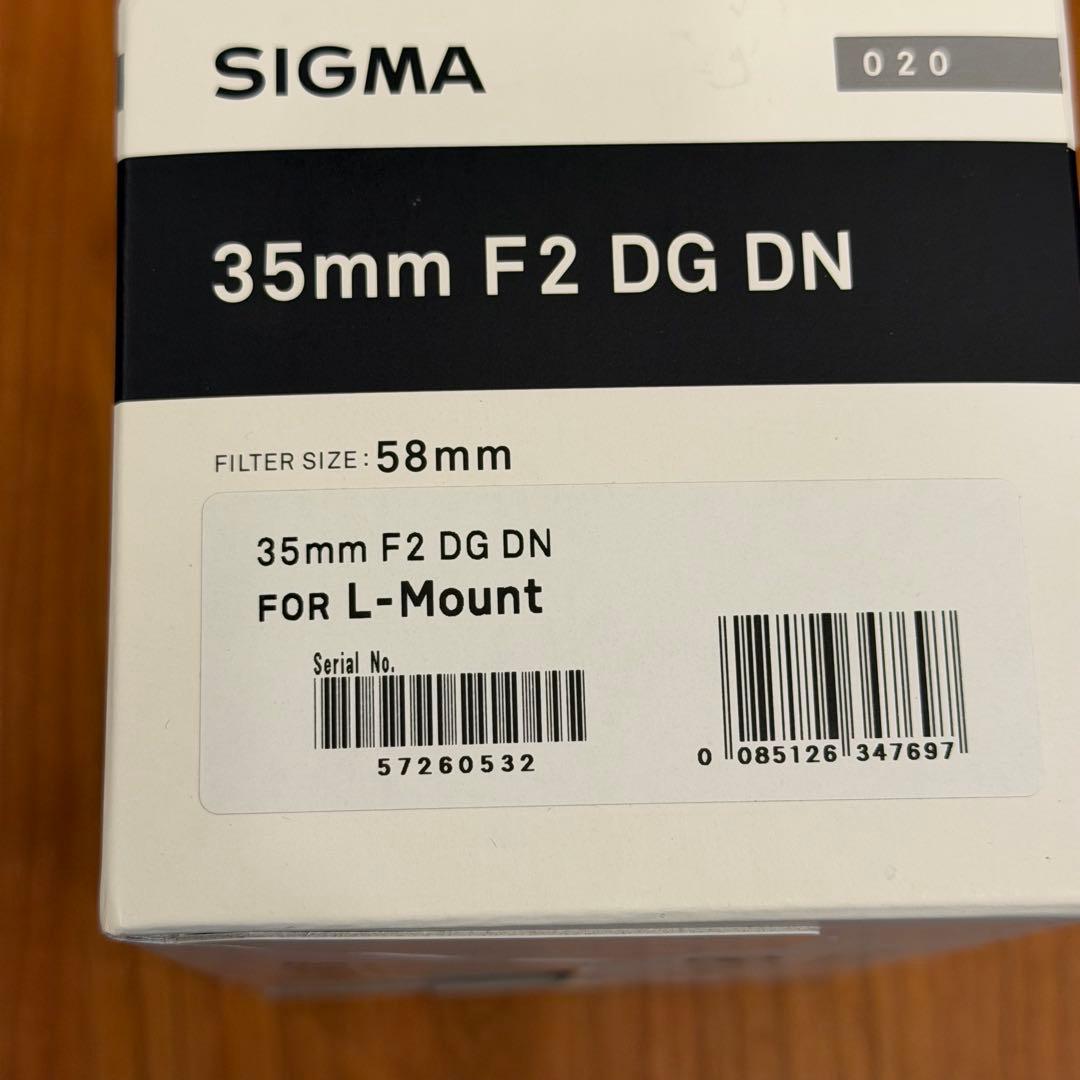 SIGMA
020
35mm F2 DG DN
FILTER SIZE: 58mm
35mm F2 DG DN
FOR L-Mount
Serial No.
57260532
0 085126 347697